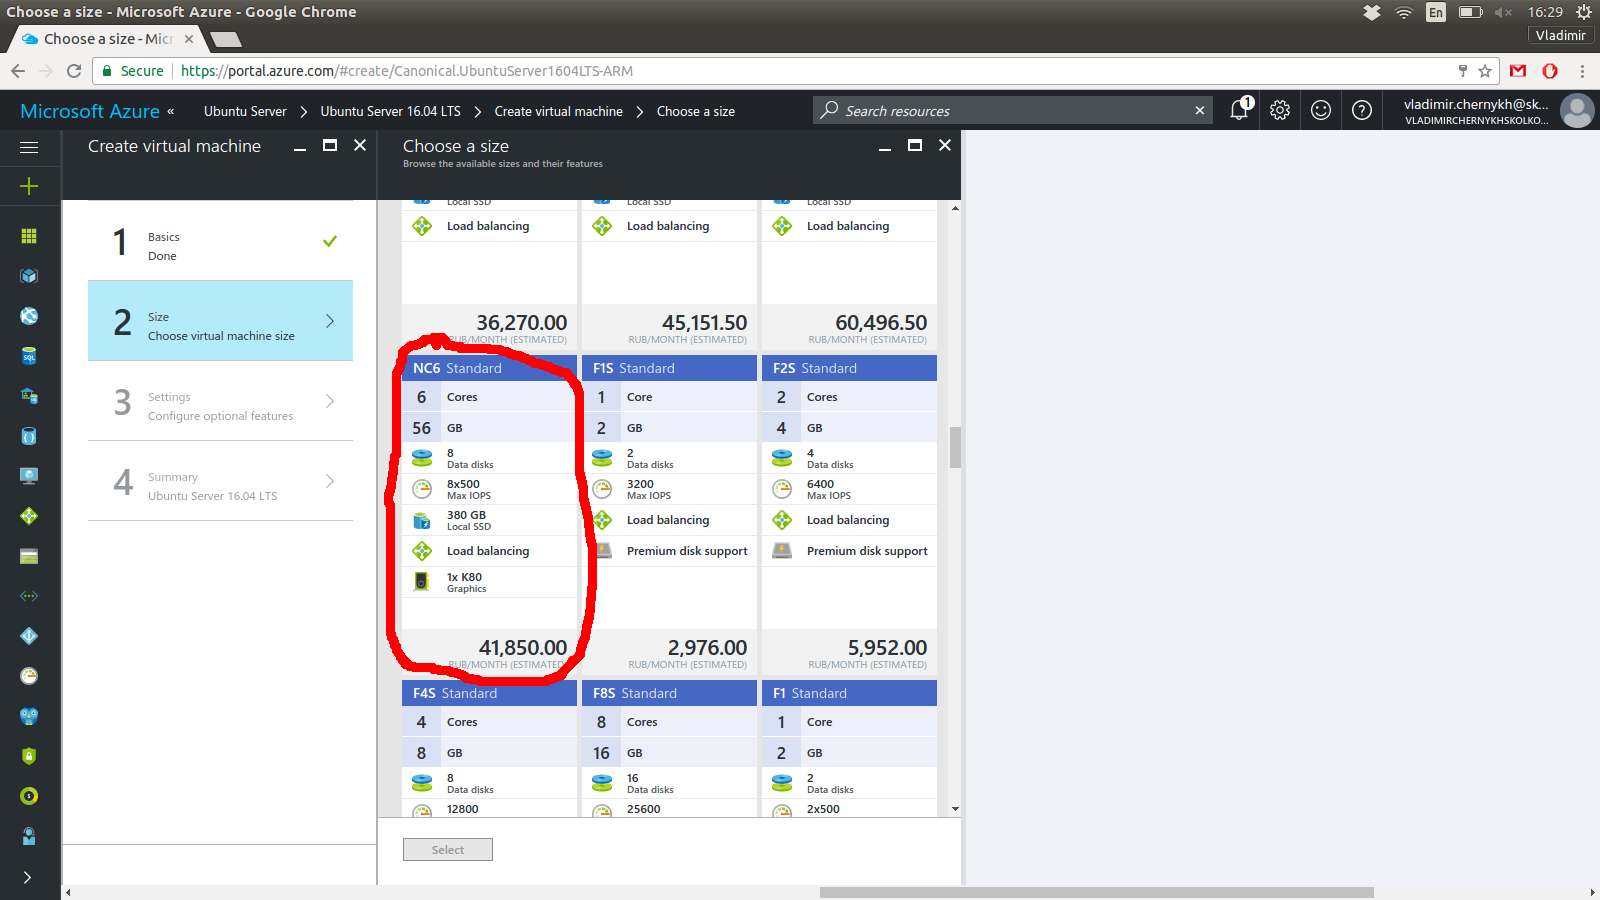 Choose a size - Microsoft Azure - Google Chrome
En
16:29
Choose a size - Micr
Vladimir
Secure
https://portal.azure.com/#create/Canonical.UbuntuServer1604LTS-ARM
Microsoft Azure «
Ubuntu Server > Ubuntu Server 16.04 LTS > Create virtual machine > Choose a size
Search resources
1
vladimir.chernykh@sk...
VLADIMIRCHERNYKHSKOLKO...
Create virtual machine
Choose a size
Browse the available sizes and their features
1
Basics
Done
2
Size
Choose virtual machine size
3
Settings
Configure optional features
4
Summary
Ubuntu Server 16.04 LTS
SQL
Local SSD
Local SSD
Local SSD
Load balancing
Load balancing
Load balancing
36,270.00
45,151.50
60,496.50
RUB/MONTH (ESTIMATED)
RUB/MONTH (ESTIMATED)
RUB/MONTH (ESTIMATED)
NC6 Standard
6 Cores
56 GB
8
Data disks
8x500
Max IOPS
380 GB
Local SSD
Load balancing
1x K80
Graphics
41,850.00
RUB/MONTH (ESTIMATED)
F1S Standard
1 Core
2 GB
2
Data disks
3200
Max IOPS
Load balancing
Premium disk support
2,976.00
RUB/MONTH (ESTIMATED)
F2S Standard
2 Cores
4 GB
4
Data disks
6400
Max IOPS
Load balancing
Premium disk support
5,952.00
RUB/MONTH (ESTIMATED)
F4S Standard
4 Cores
8 GB
8
Data disks
12800
F8S Standard
8 Cores
16 GB
16
Data disks
25600
F1 Standard
1 Core
2 GB
2
Data disks
2x500
Select